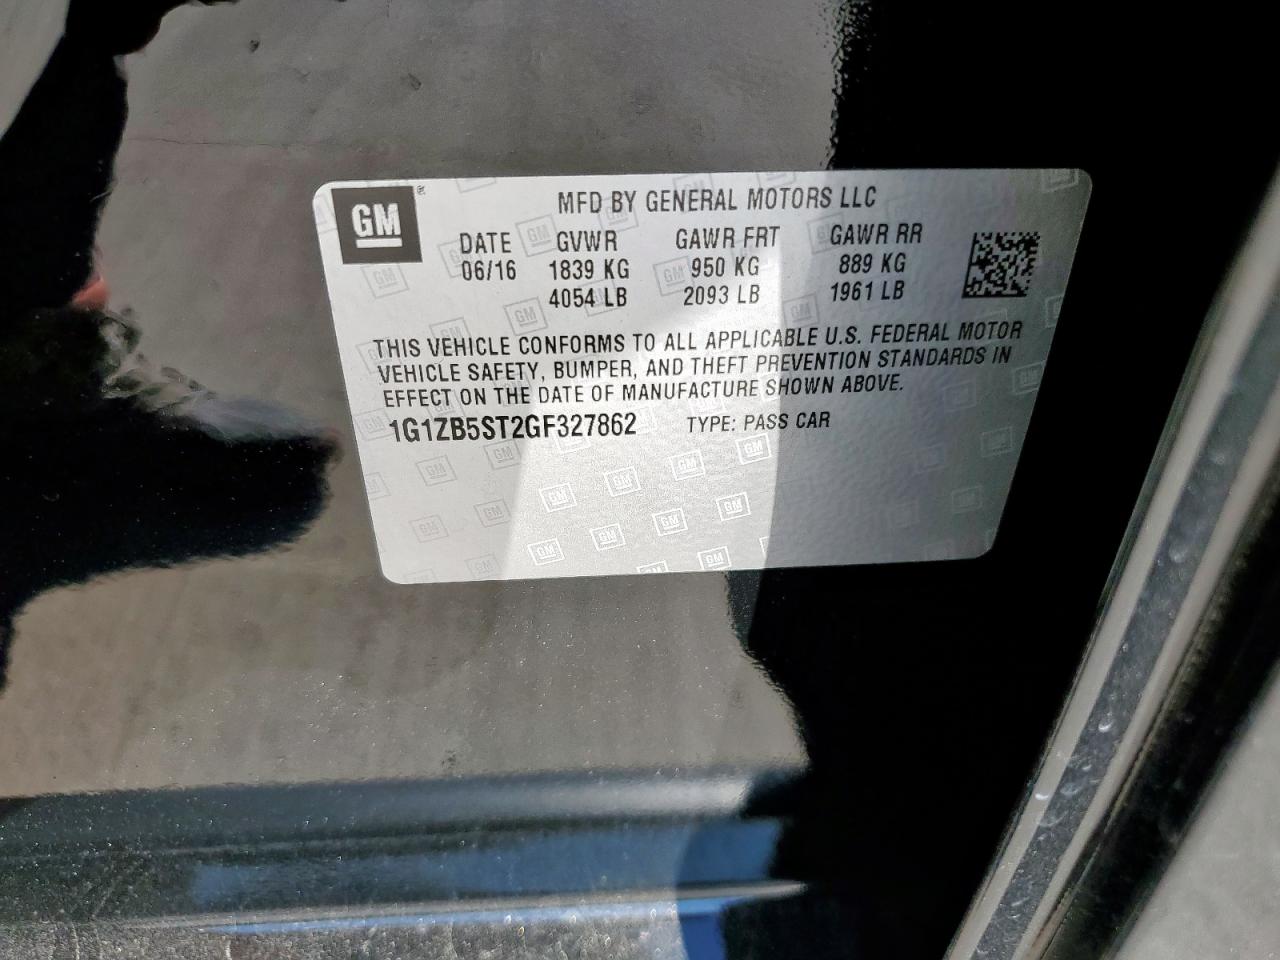 GM®
MFD BY GENERAL MOTORS LLC
DATE GVWR GAWR FRT GAWR RR
06/16 1839 KG 950 KG 889 KG
4054 LB 2093 LB 1961 LB
THIS VEHICLE CONFORMS TO ALL APPLICABLE U.S. FEDERAL MOTOR
VEHICLE SAFETY, BUMPER, AND THEFT PREVENTION STANDARDS IN
EFFECT ON THE DATE OF MANUFACTURE SHOWN ABOVE.
1G1ZB5ST2GF327862 TYPE: PASS CAR